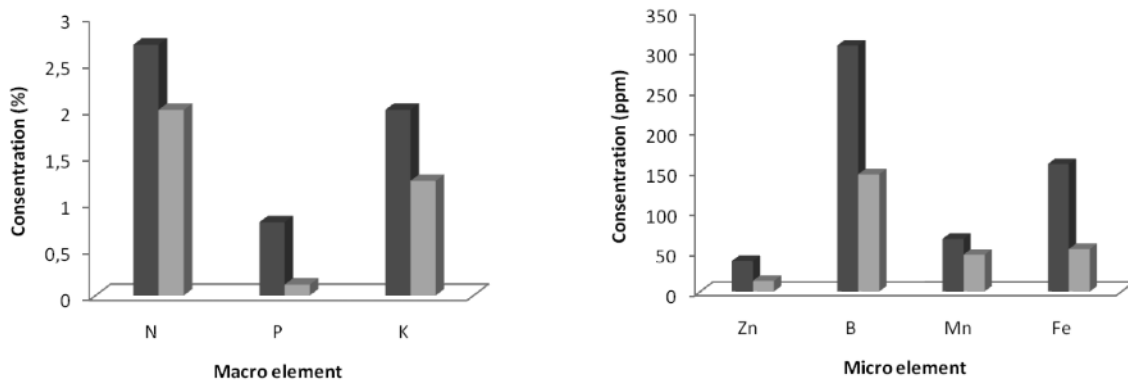 Consentration (%)
3
2,5
2
1,5
1
0,5
0
N P K
Macro element
Consentration (ppm)
350
300
250
200
150
100
50
0
Zn B Mn Fe
Micro element